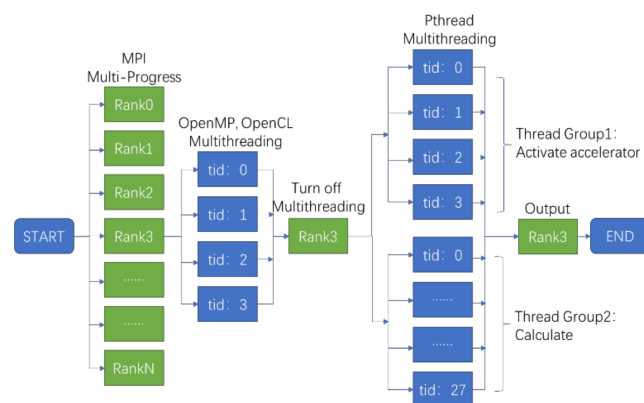 START
MPI
Multi-Progress
Rank0
Rank1
Rank2
Rank3
......
......
RankN
OpenMP, OpenCL
Multithreading
tid: 0
tid: 1
tid: 2
tid: 3
Turn off
Multithreading
Rank3
Pthread
Multithreading
tid: 0
tid: 1
tid: 2
tid: 3
tid: 0
......
......
tid: 27
Thread Group1:
Activate accelerator
Thread Group2:
Calculate
Output
Rank3
END